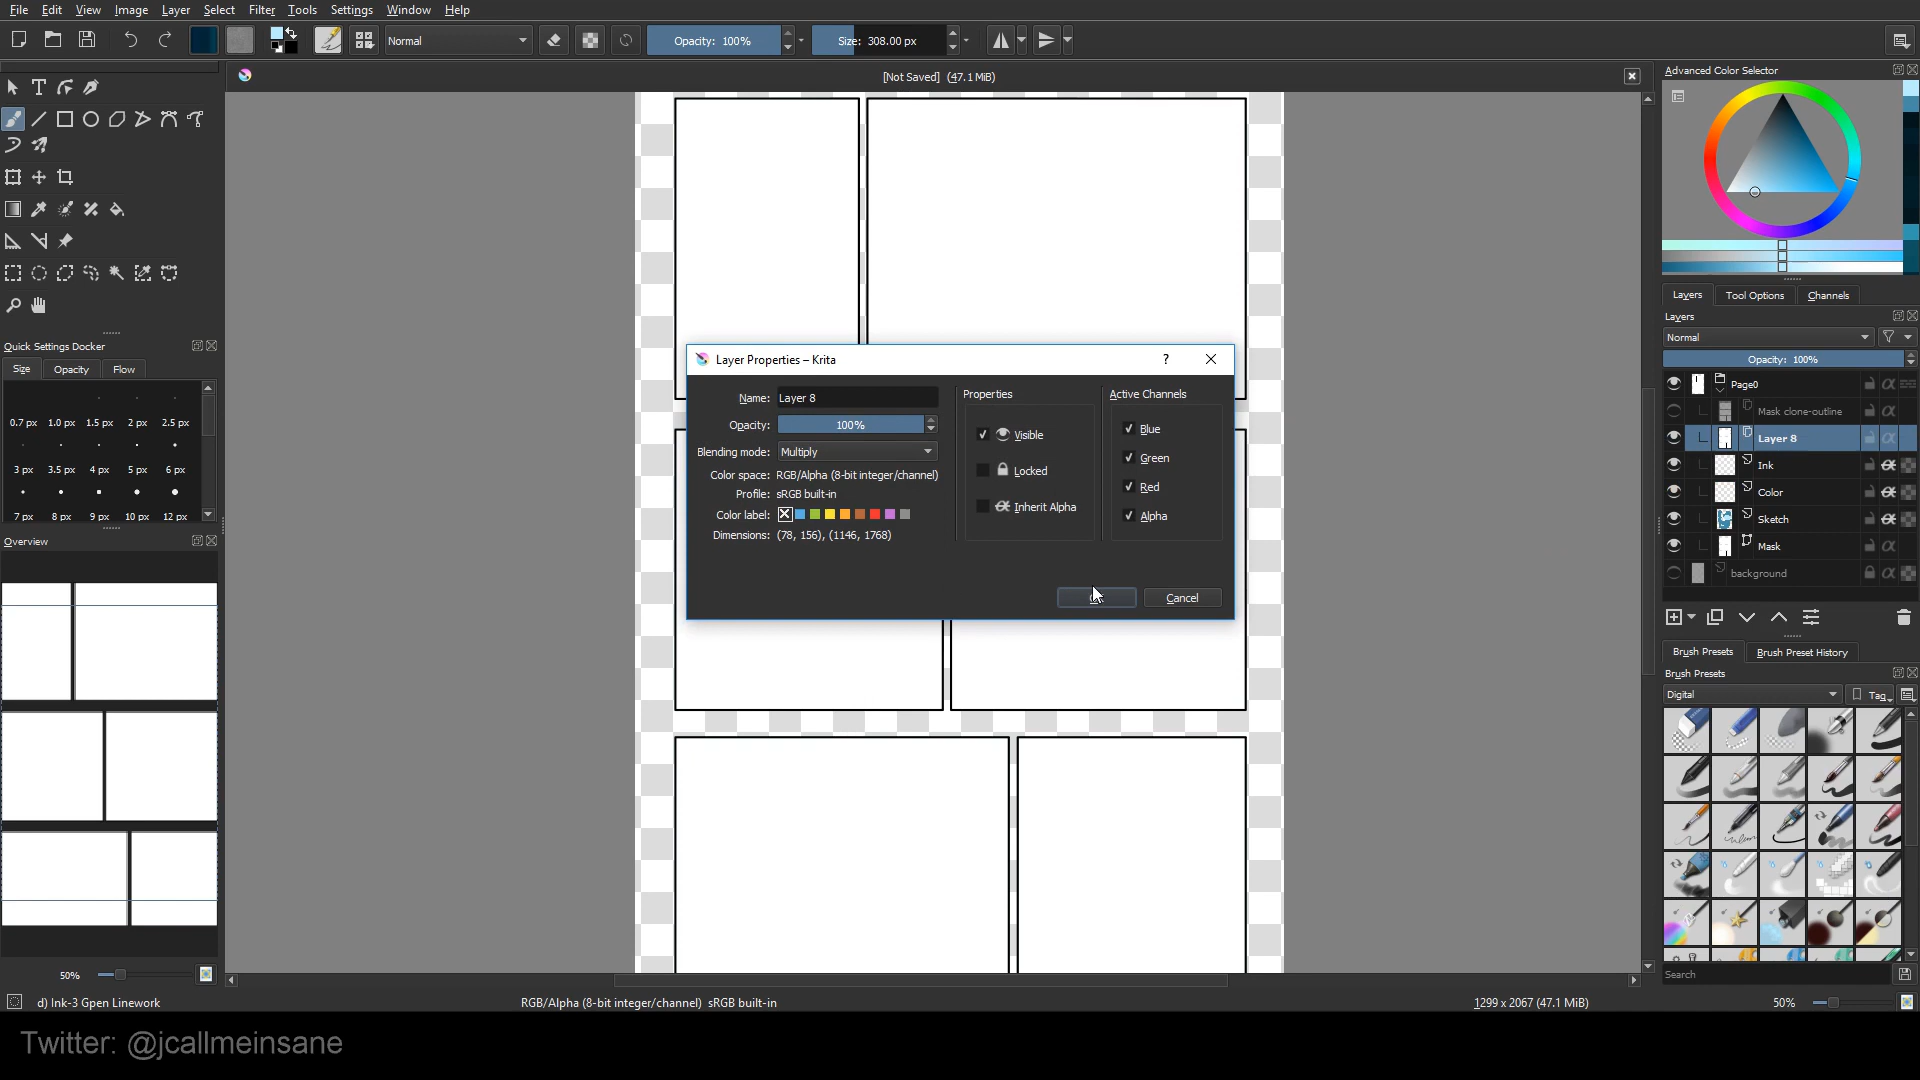 File Edit View Image Layer Select Filter Tools Settings Window Help
Normal Opacity: 100% Size: 308.00 px
[Not Saved] (47.1 MiB)
Advanced Color Selector
Layers Tool Options Channels
Layers
Normal
Opacity: 100%
Page0
Mask clone-outline
Layer 8
Ink
Color
Sketch
Mask
background
Quick Settings Docker
Size Opacity Flow
0.7 px 1.0 px 1.5 px 2 px 2.5 px
3 px 3.5 px 4 px 5 px 6 px
7 px 8 px 9 px 10 px 12 px
Overview
50%
Layer Properties – Krita ?
Name: Layer 8
Opacity: 100%
Blending mode: Multiply
Color space: RGB/Alpha (8-bit integer/channel)
Profile: sRGB built-in
Color label:
Dimensions: (78, 156), (1146, 1768)
Properties
Visible
Locked
Inherit Alpha
Active Channels
Blue
Green
Red
Alpha
Cancel
Brush Presets Brush Preset History
Brush Presets
Digital Tag
Search
d) Ink-3 Gpen Linework
RGB/Alpha (8-bit integer/channel) sRGB built-in
1299 x 2067 (47.1 MiB)
50%
Twitter: @jcallmeinsane